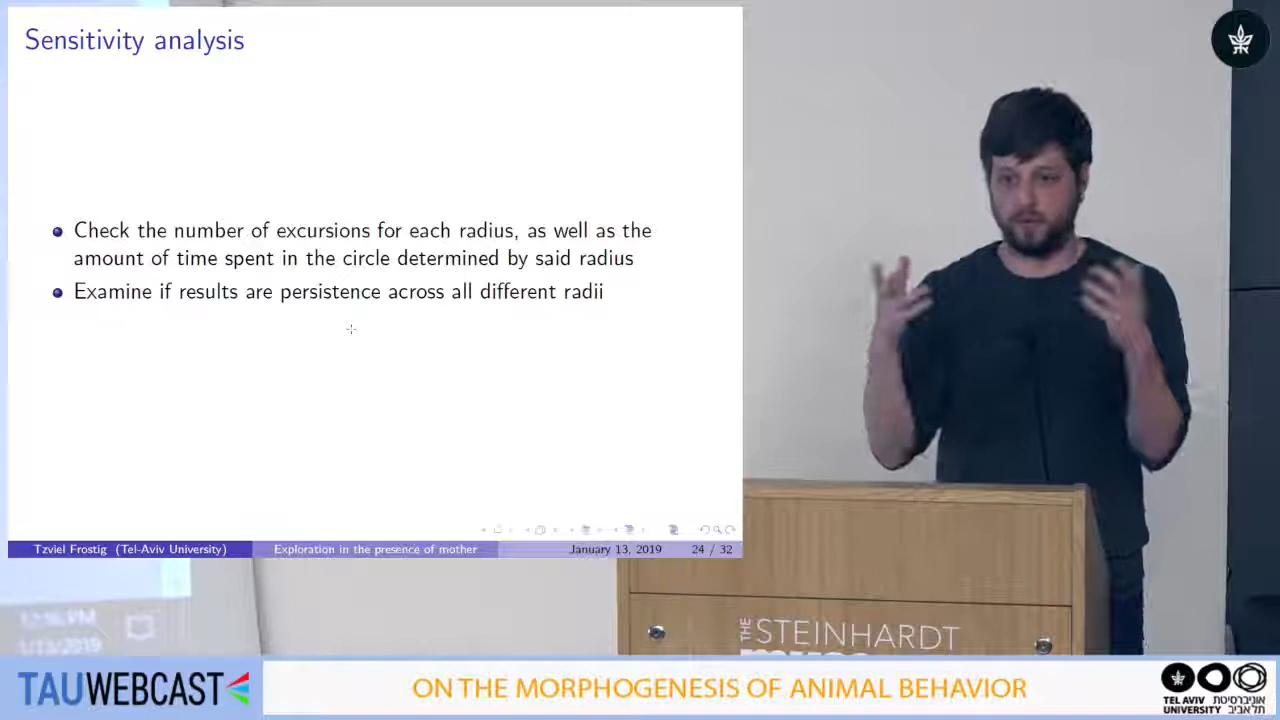 Sensitivity analysis
Check the number of excursions for each radius, as well as the
amount of time spent in the circle determined by said radius
Examine if results are persistence across all different radii
Tzviel Frostig (Tel-Aviv University) Exploration in the presence of mother January 13, 2019 24 / 32
1/13/2019
THE STEINHARDT
TAUWEBCAST
ON THE MORPHOGENESIS OF ANIMAL BEHAVIOR
TEL AVIV אוניברסיטת
UNIVERSITY תל אביב